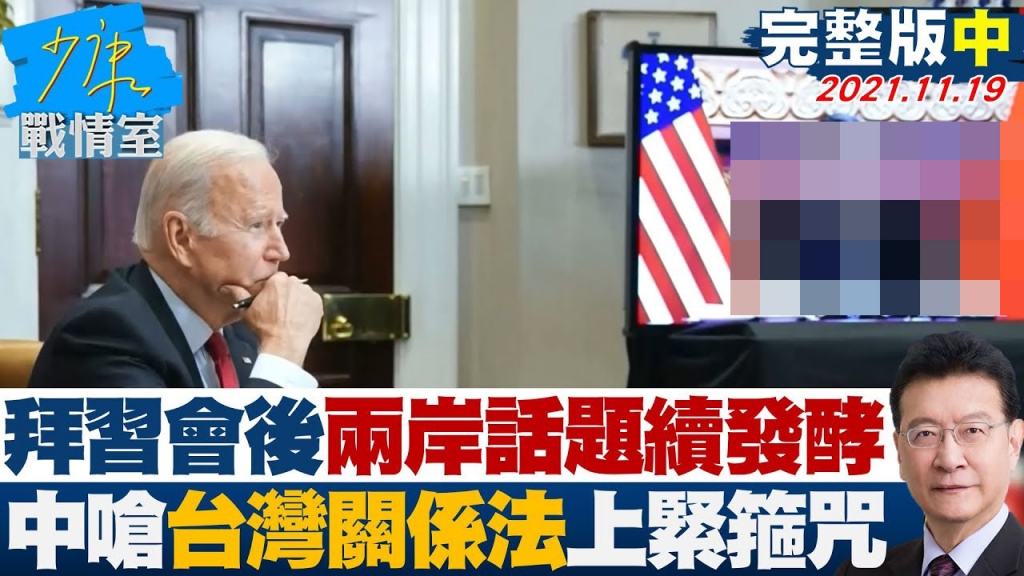 少康
戰情室
完整版中
2021.11.19
拜習會後兩岸話題續發酵
中嗆台灣關係法上緊箍咒